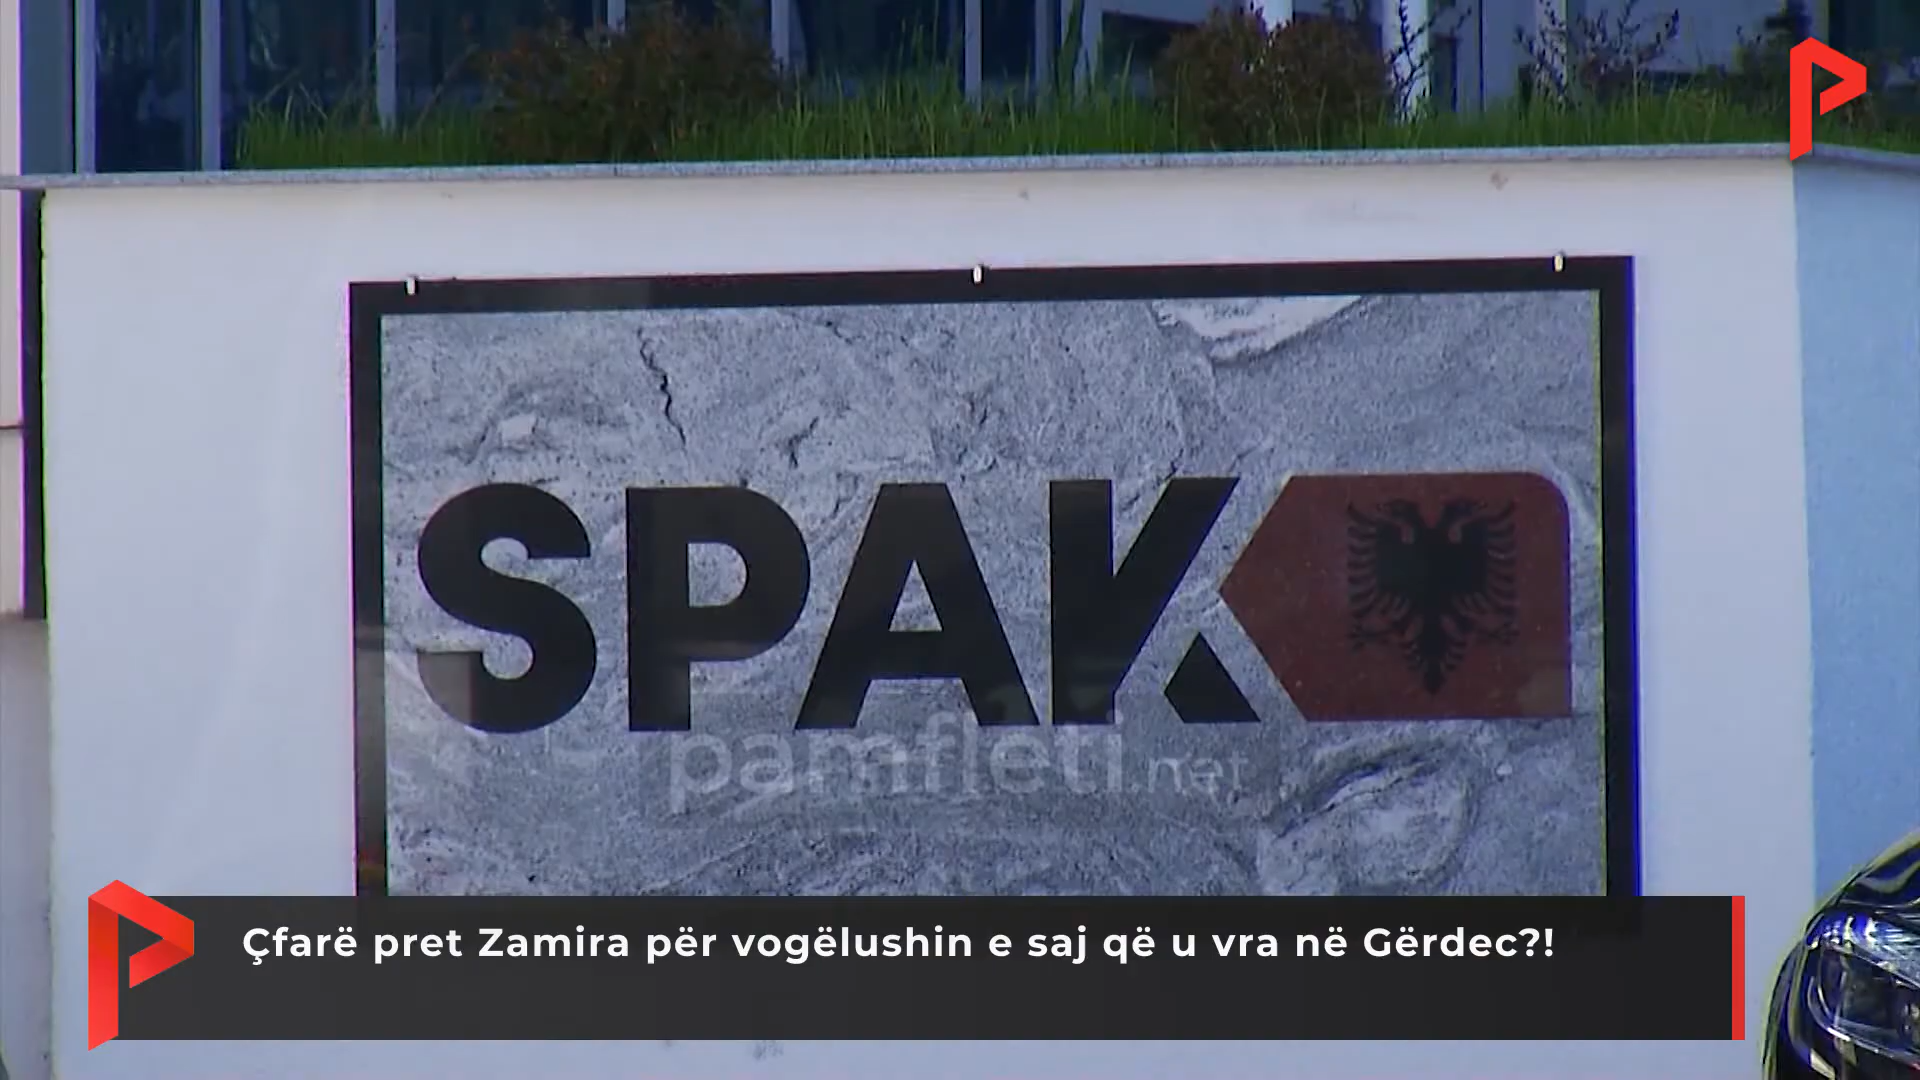 SPAK
pamfleti.net
Çfarë pret Zamira për vogëlushin e saj që u vra në Gërdec?!